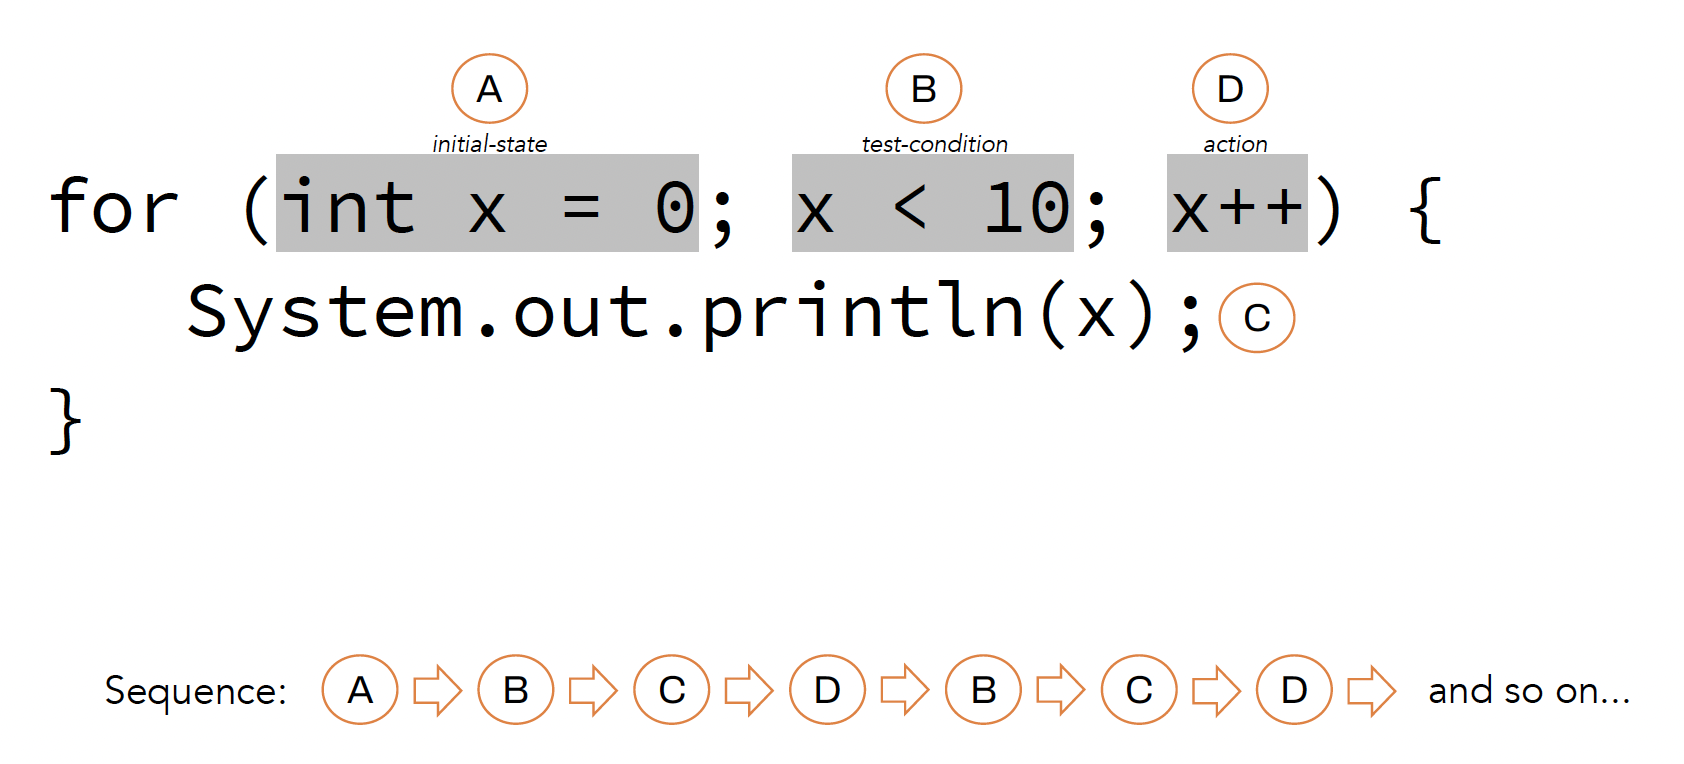 A B D
initial-state test-condition action
for (int x = 0; x < 10; x++) {
System.out.println(x); C
}
Sequence: A B C D B C D and so on...